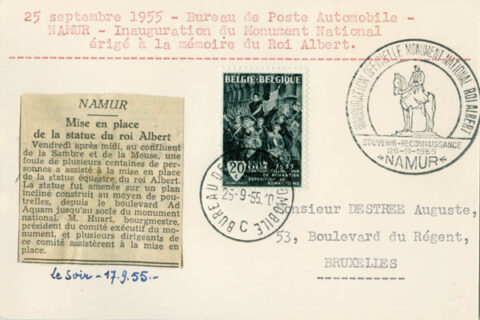 25 septembre 1955 - Bureau de Poste Automobile -
NAMUR - Inauguration du Monument National
érigé à la mémoire du Roi Albert.
NAMUR
Mise en place
de la statue du roi Albert
Vendredi après midi, au confluent
de la Sambre et de la Meuse, une
foule de plusieurs centaines de per-
sonnes a assisté à la mise en place
de la statue équestre du roi Albert.
La statue fut amenée sur un plan
incliné construit au moyen de pou-
trelles, depuis le boulevard Ad
Aquam jusqu'au socle du monument
national. M. Huart, bourgmestre,
président du comité exécutif du mo-
nument, et plusieurs dirigeants de
ce comité assistèrent à la mise en
place.
Le Soir - 17.9.55.-
BELGIE-BELGIQUE
20
BUREAU DE
AUTOMOBILE
25-9-55
C
INAUGURATION OFFICIELLE MONUMENT NATIONAL ROI ALBERT
SOUVENIR-RECONNAISSANCE
25-9-1955
NAMUR
Monsieur DESTREE Auguste,
53, Boulevard du Régent,
BRUXELLES